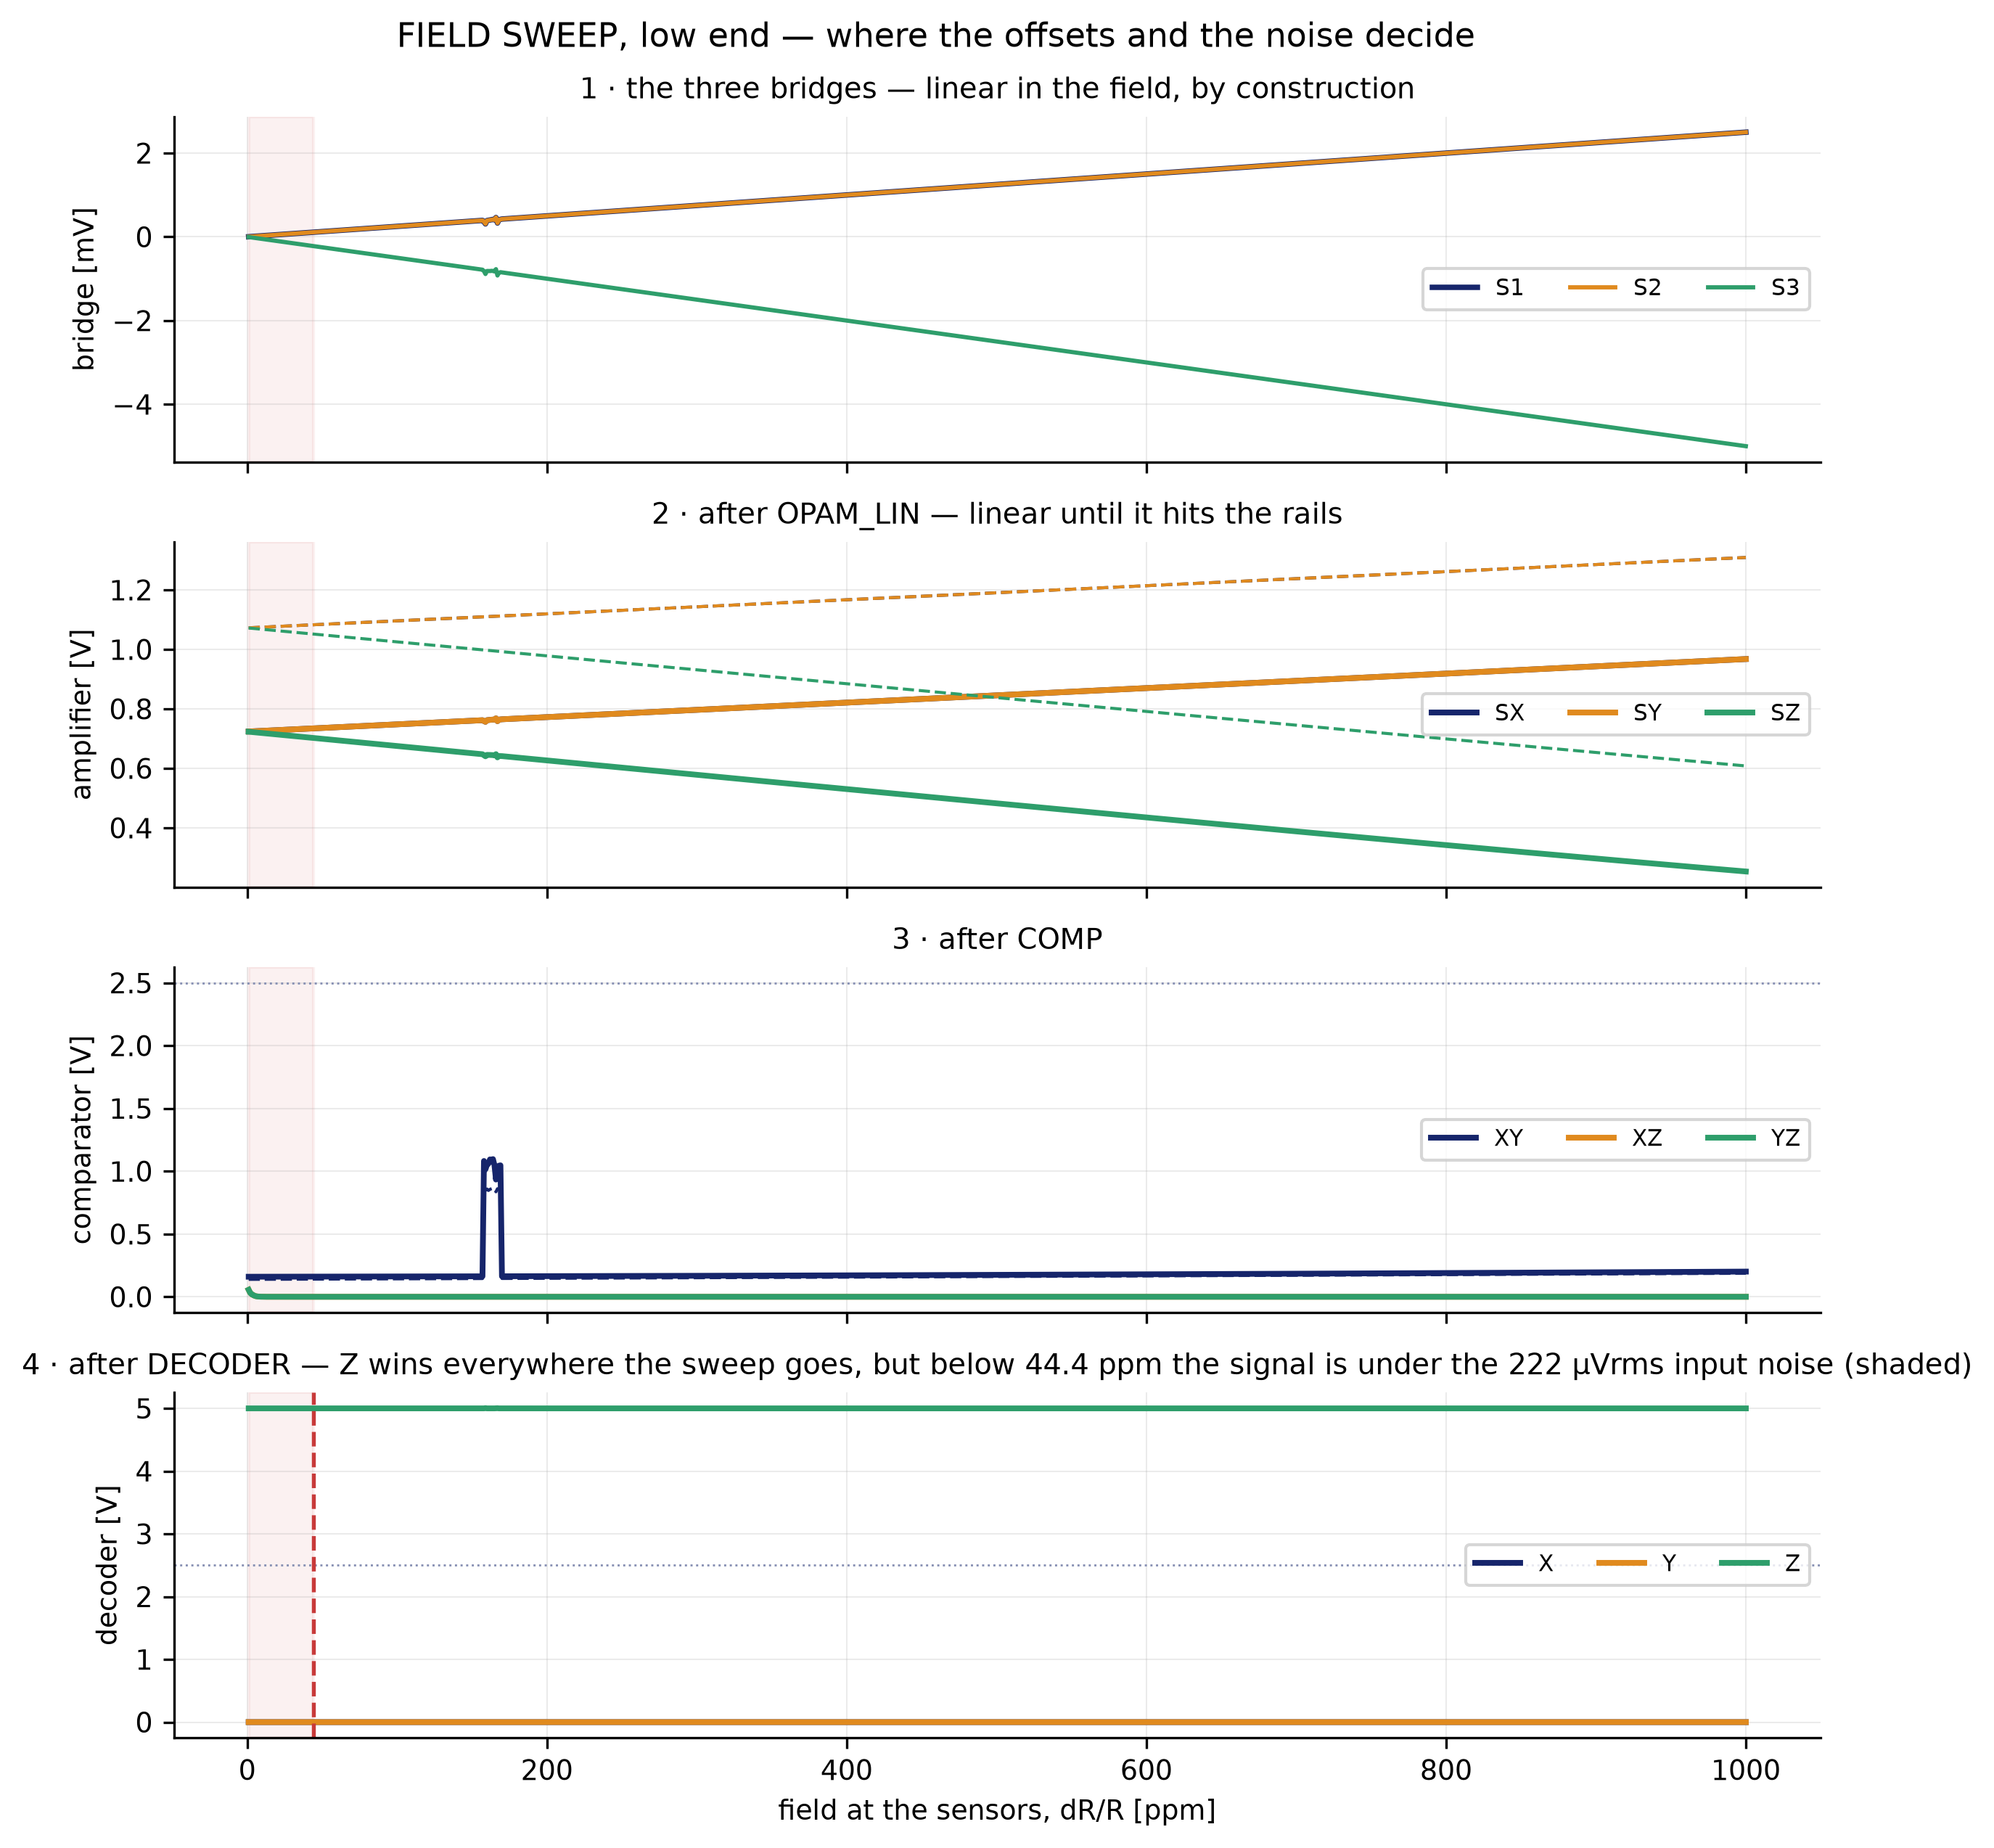 FIELD SWEEP, low end — where the offsets and the noise decide
1 · the three bridges — linear in the field, by construction
bridge [mV]
2
0
−2
−4
S1 S2 S3
2 · after OPAM_LIN — linear until it hits the rails
amplifier [V]
1.2
1.0
0.8
0.6
0.4
SX SY SZ
3 · after COMP
comparator [V]
2.5
2.0
1.5
1.0
0.5
0.0
XY XZ YZ
4 · after DECODER — Z wins everywhere the sweep goes, but below 44.4 ppm the signal is under the 222 µVrms input noise (shaded)
decoder [V]
5
4
3
2
1
0
X Y Z
0 200 400 600 800 1000
field at the sensors, dR/R [ppm]